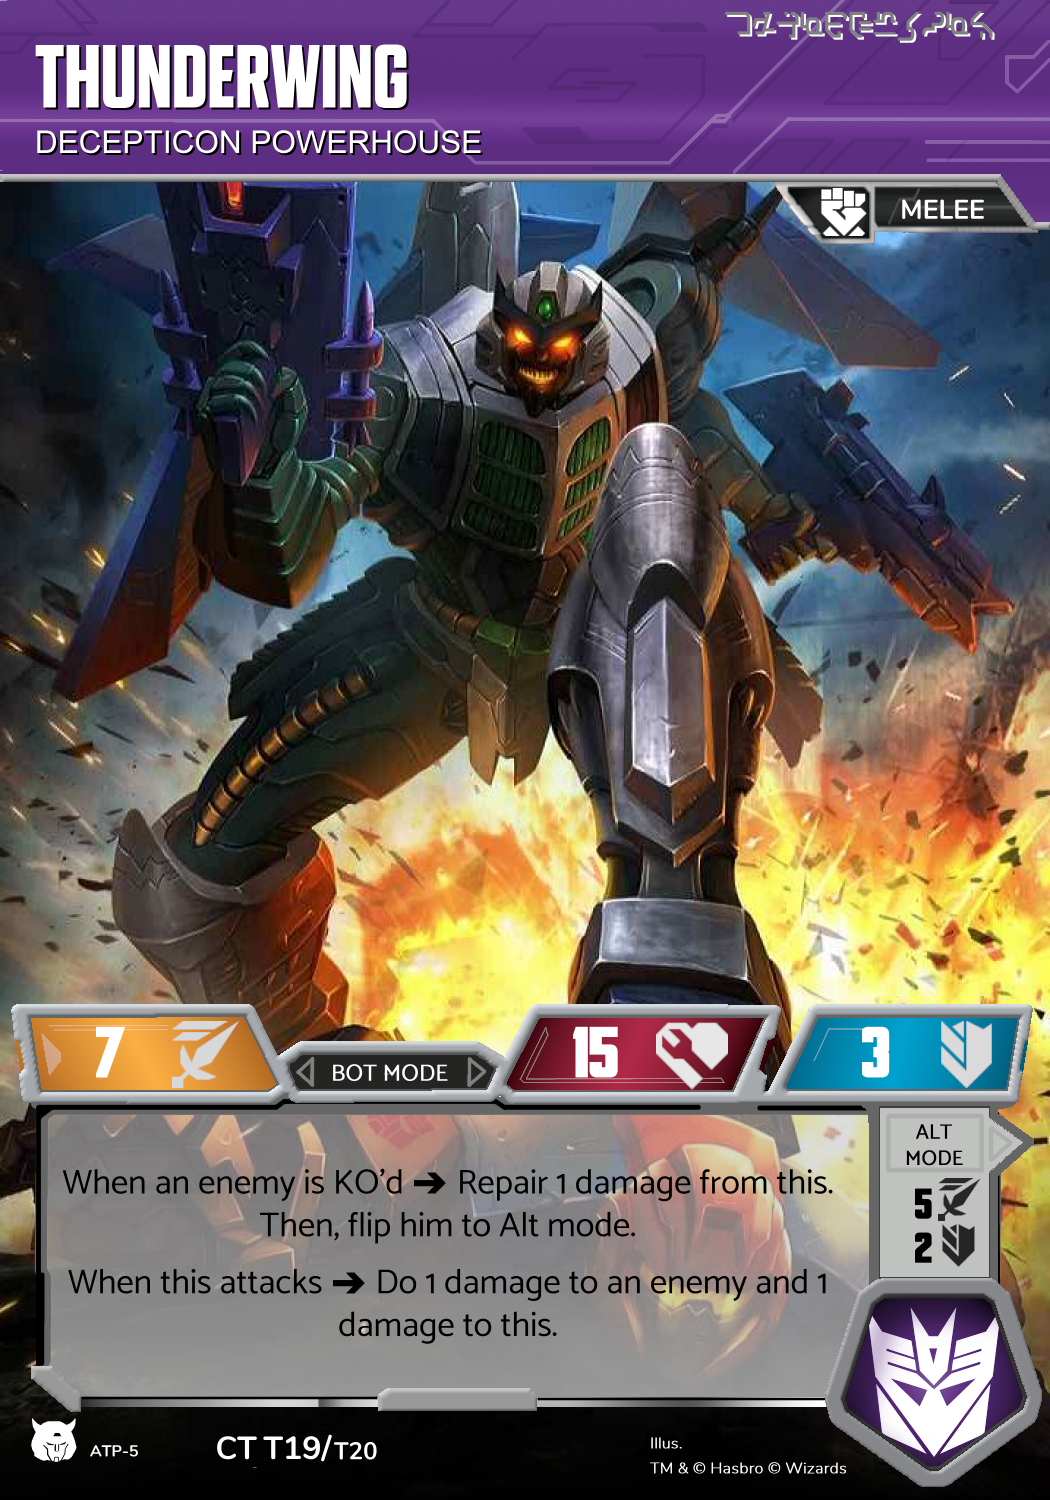 THUNDERWING
DECEPTICON POWERHOUSE
MELEE
7
BOT MODE
15
3
When an enemy is KO'd ➔ Repair 1 damage from this.
Then, flip him to Alt mode.
When this attacks ➔ Do 1 damage to an enemy and 1
damage to this.
ALT
MODE
5
2
ATP-5
CT T19/T20
Illus.
TM & © Hasbro © Wizards